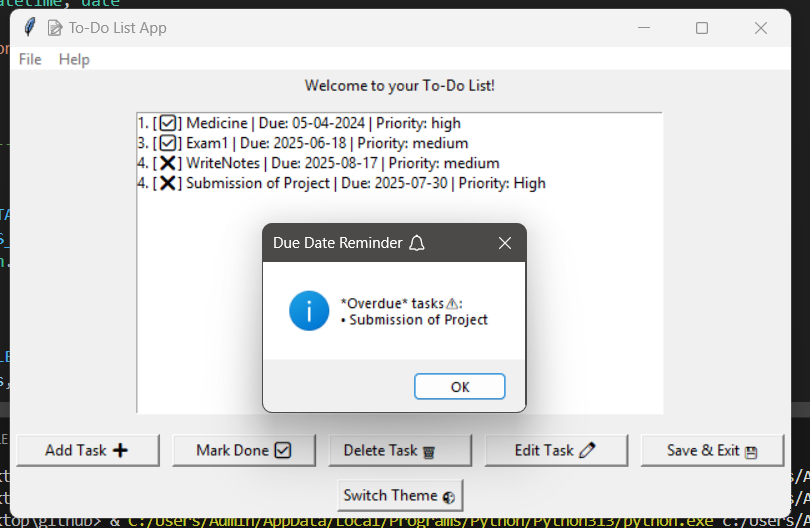 datetime, date
To-Do List App
File Help
Welcome to your To-Do List!
1. [☑] Medicine | Due: 05-04-2024 | Priority: high
3. [☑] Exam1 | Due: 2025-06-18 | Priority: medium
4. [❌] WriteNotes | Due: 2025-08-17 | Priority: medium
4. [❌] Submission of Project | Due: 2025-07-30 | Priority: High
Due Date Reminder 🔔
*Overdue* tasks⚠:
• Submission of Project
OK
Add Task ➕ Mark Done ☑ Delete Task 🗑 Edit Task ✏ Save & Exit 💾
Switch Theme 🌗
ktop\github> & C:/Users/Admin/AppData/Local/Programs/Python/Python313/python.exe c:/Users/A